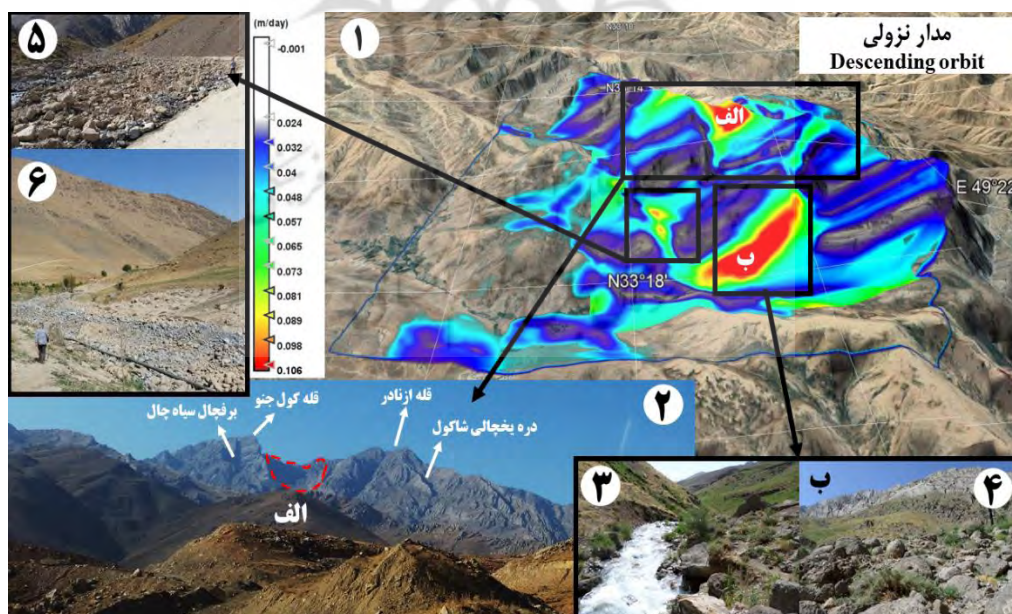 ۵
(m/day)
-0.001
0.024
0.032
0.04
0.048
0.057
0.065
0.073
0.081
0.089
0.098
0.106
۱
مدار نزولی
Descending orbit
الف
E 49°22'
ب
N33°18'
۶
۲
برفچال سیاه چال
قله کول جنو
قله ازنادر
دره یخچالی شاکول
الف
۳
ب
۴